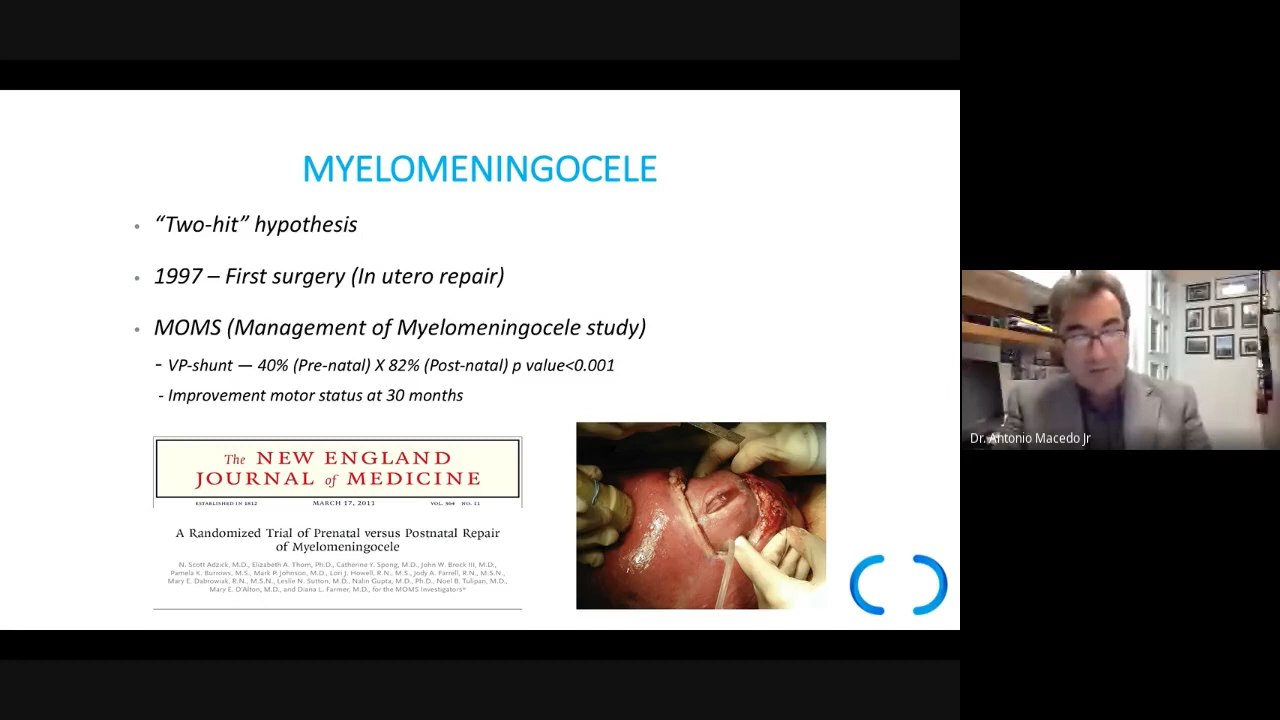 MYELOMENINGOCELE
• “Two-hit” hypothesis
• 1997 – First surgery (In utero repair)
• MOMS (Management of Myelomeningocele study)
- VP-shunt — 40% (Pre-natal) X 82% (Post-natal) p value<0.001
- Improvement motor status at 30 months
The NEW ENGLAND
JOURNAL of MEDICINE
ESTABLISHED IN 1812 MARCH 17, 2011 VOL. 364 NO. 11
A Randomized Trial of Prenatal versus Postnatal Repair
of Myelomeningocele
N. Scott Adzick, M.D., Elizabeth A. Thom, Ph.D., Catherine Y. Spong, M.D., John W. Brock III, M.D.,
Pamela K. Burrows, M.S., Mark P. Johnson, M.D., Lori J. Howell, R.N., M.S., Jody A. Farrell, R.N., M.S.N.,
Mary E. Dabrowiak, R.N., M.S.N., Leslie N. Sutton, M.D., Nalin Gupta, M.D., Ph.D., Noel B. Tulipan, M.D.,
Mary E. D'Alton, M.D., and Diana L. Farmer, M.D., for the MOMS Investigators*
Dr. Antonio Macedo Jr